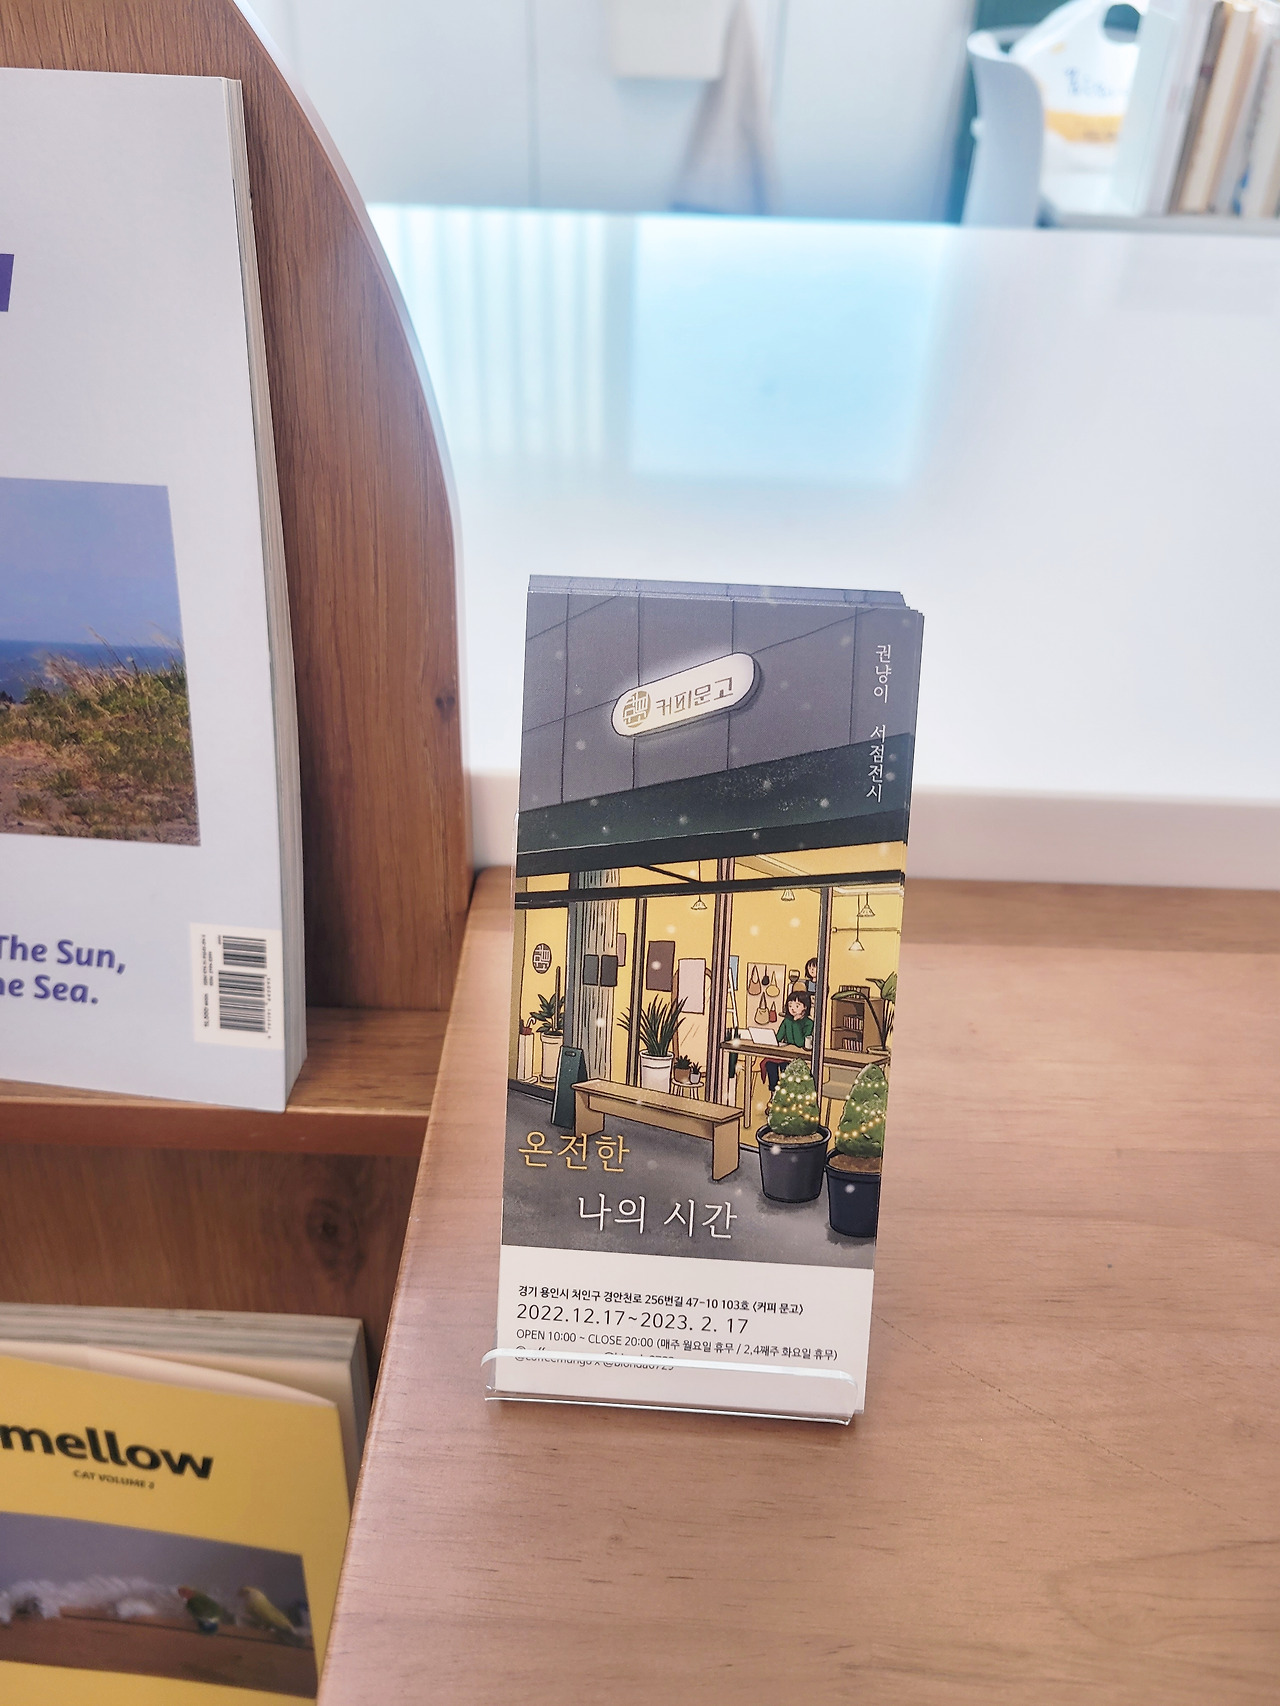 The Sun,
e Sea.
mellow
CAT VOLUME 2
커피문고
권냥이 서점전시
온전한
나의 시간
경기 용인시 처인구 경안천로 256번길 47-10 103호 <커피 문고>
2022.12.17~2023. 2. 17
OPEN 10:00 ~ CLOSE 20:00 (매주 월요일 휴무 / 2,4째주 화요일 휴무)